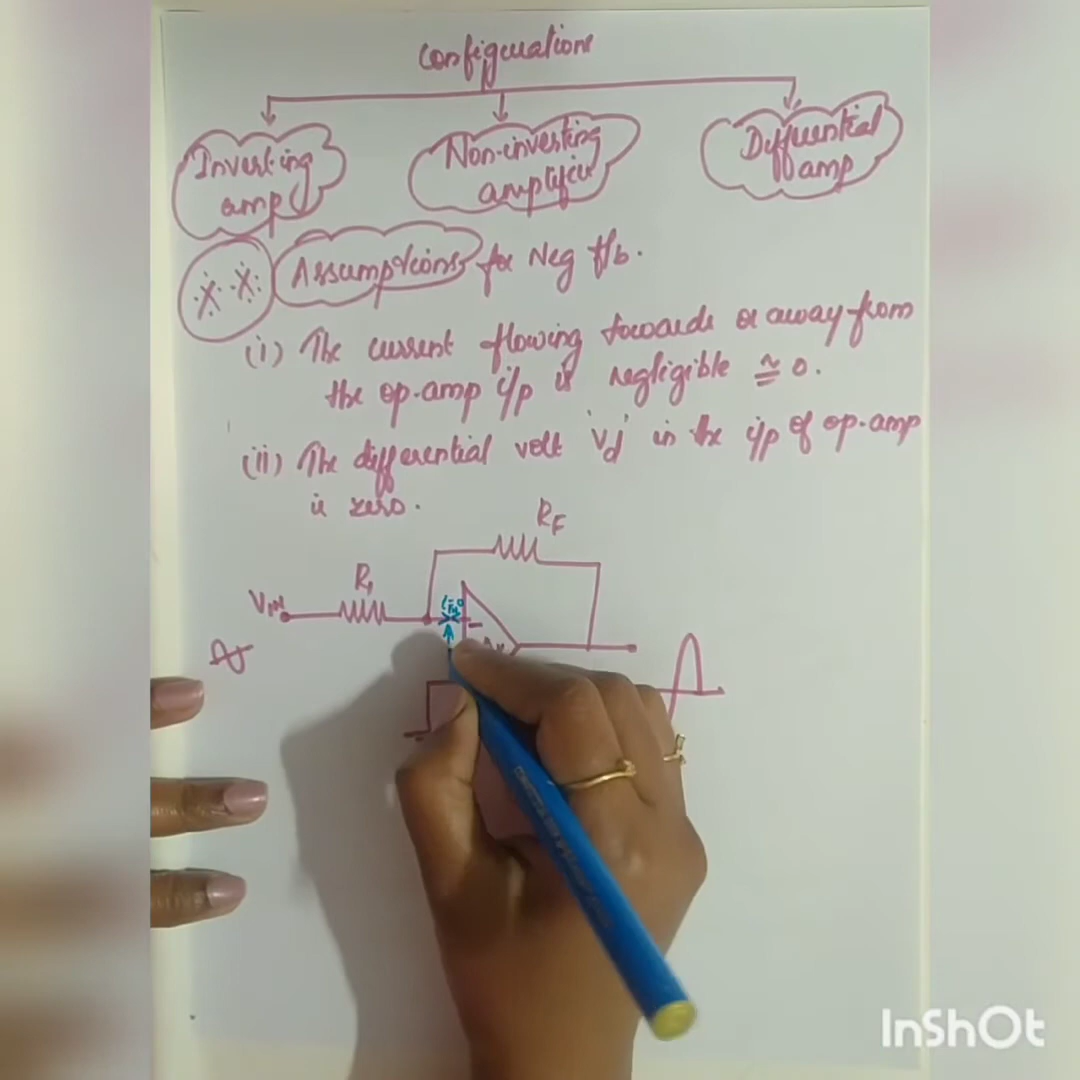 Configurations
Inverting
amp
Non-inverting
amplifier
Differential
amp
Assumptions for Neg f/b.
(i) The current flowing towards or away from
the op-amp i/p is negligible ≅ 0.
(ii) The differential volt 'Vd' in the i/p of op-amp
is zero.
RF
R1
VIN
-
InShOt